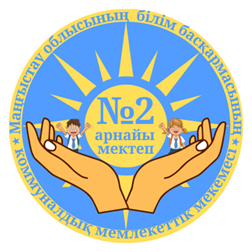 Маңғыстау облысының білім басқармасының
№2
арнайы
мектеп
коммуналдық мемлекеттік мекемесі